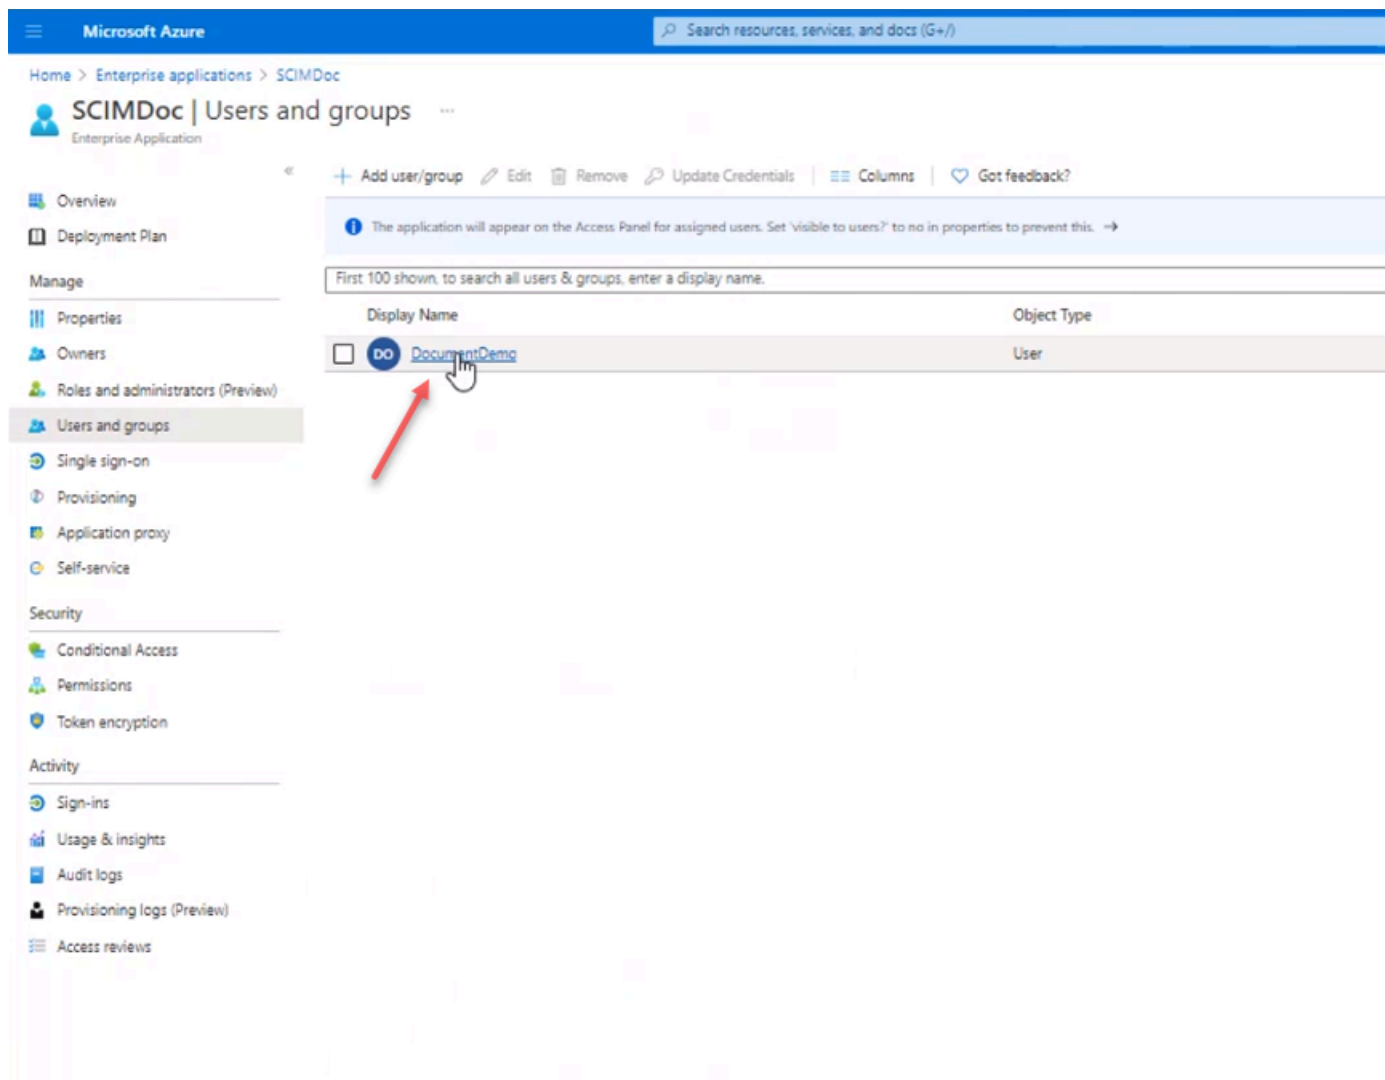 Microsoft Azure
Search resources, services, and docs (G+/)
Home > Enterprise applications > SCIMDoc
SCIMDoc | Users and groups ...
Enterprise Application
«
Add user/group Edit Remove Update Credentials Columns Got feedback?
Overview
Deployment Plan
The application will appear on the Access Panel for assigned users. Set 'visible to users?' to no in properties to prevent this. →
Manage
First 100 shown, to search all users & groups, enter a display name.
Properties
Display Name Object Type
Owners
DO DocumentDemo User
Roles and administrators (Preview)
Users and groups
Single sign-on
Provisioning
Application proxy
Self-service
Security
Conditional Access
Permissions
Token encryption
Activity
Sign-ins
Usage & insights
Audit logs
Provisioning logs (Preview)
Access reviews